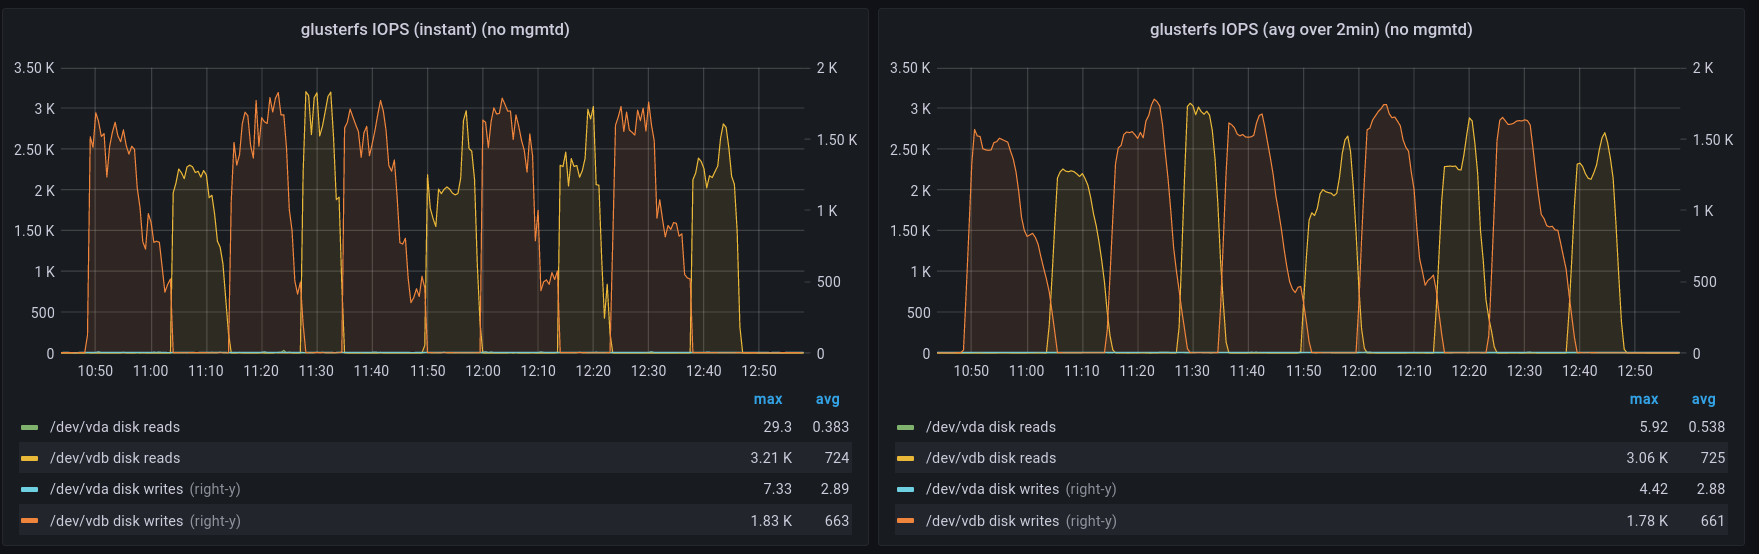 glusterfs IOPS (instant) (no mgmtd)
3.50 K
3 K
2.50 K
2 K
1.50 K
1 K
500
0
2 K
1.50 K
1 K
500
0
10:50 11:00 11:10 11:20 11:30 11:40 11:50 12:00 12:10 12:20 12:30 12:40 12:50
max avg
/dev/vda disk reads 29.3 0.383
/dev/vdb disk reads 3.21 K 724
/dev/vda disk writes (right-y) 7.33 2.89
/dev/vdb disk writes (right-y) 1.83 K 663
glusterfs IOPS (avg over 2min) (no mgmtd)
3.50 K
3 K
2.50 K
2 K
1.50 K
1 K
500
0
2 K
1.50 K
1 K
500
0
10:50 11:00 11:10 11:20 11:30 11:40 11:50 12:00 12:10 12:20 12:30 12:40 12:50
max avg
/dev/vda disk reads 5.92 0.538
/dev/vdb disk reads 3.06 K 725
/dev/vda disk writes (right-y) 4.42 2.88
/dev/vdb disk writes (right-y) 1.78 K 661